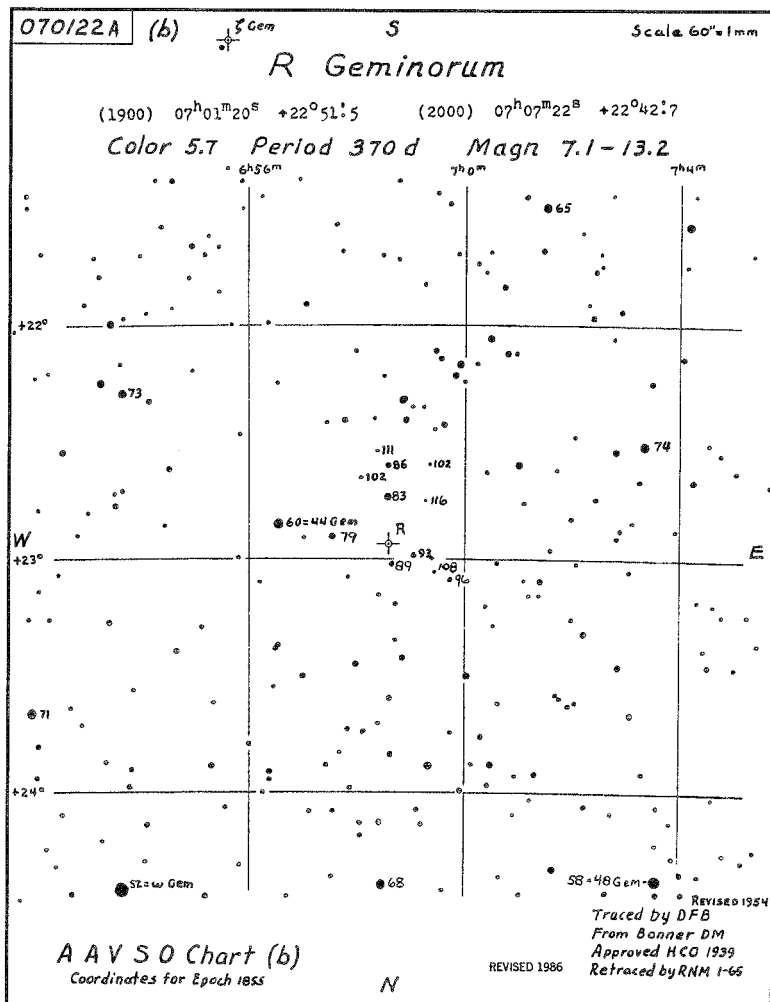 070122A (b) ζ Gem S Scale 60"=1mm
R Geminorum
(1900) 07h01m20s +22°51:5 (2000) 07h07m22s +22°42:7
Color 5.7 Period 370d Magn 7.1-13.2
6h56m 7h0m 7h4m
65
+22°
73
111
74
86 102
102
83 116
60=44 Gem
R
W 79
93
+23° E
89 108
96
71
+24°
52=ω Gem 68 58=48 Gem
REVISED 1954
Traced by DFB
From Bonner DM
AAVSO Chart (b) Approved HCO 1939
Coordinates for Epoch 1855 N REVISED 1986 Retraced by RNM 1-65